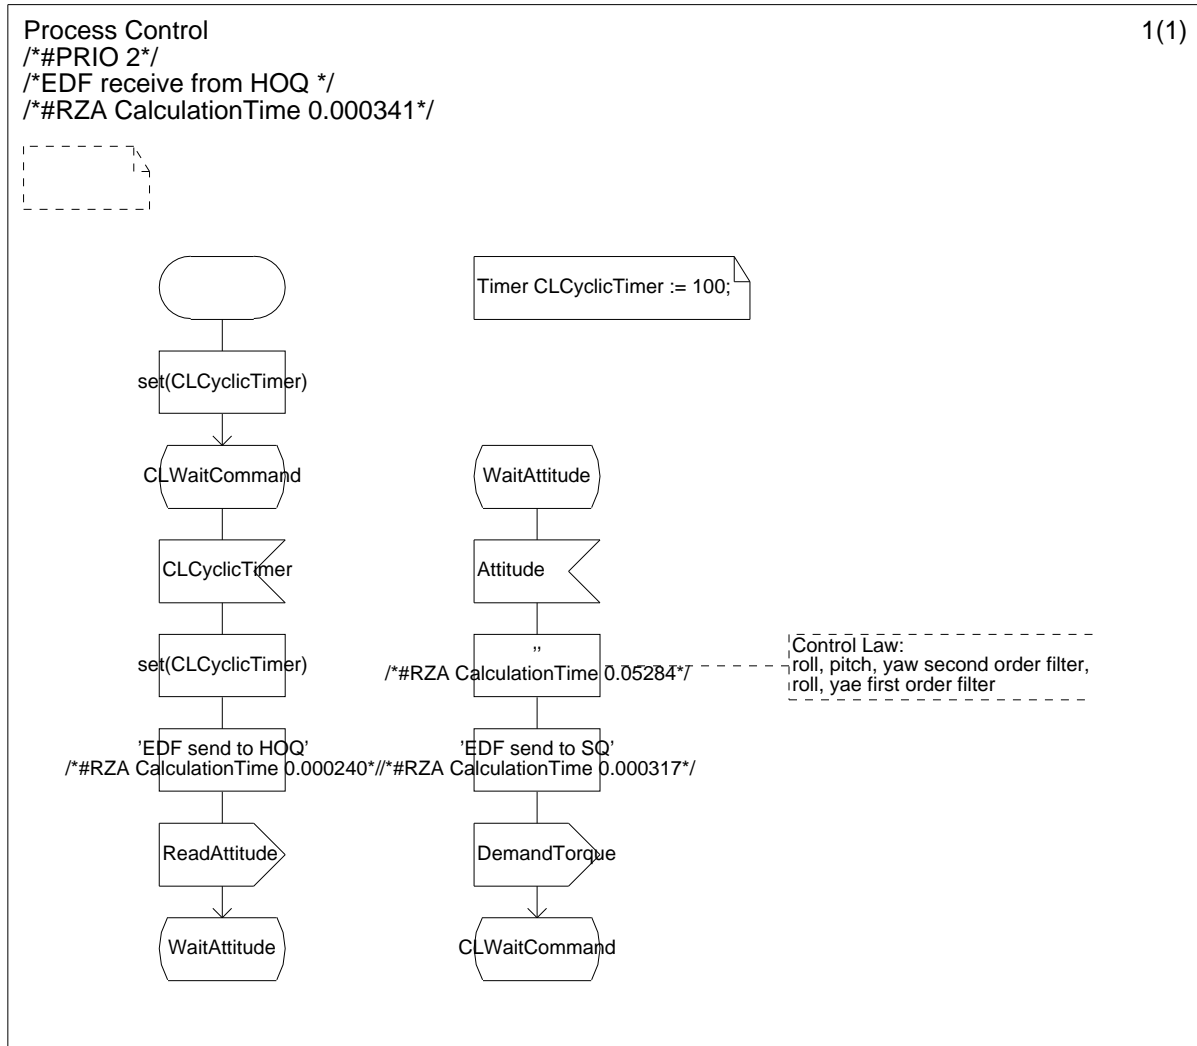 Process Control
1(1)
/*#PRIO 2*/
/*EDF receive from HOQ */
/*#RZA CalculationTime 0.000341*/
Timer CLCyclicTimer := 100;
set(CLCyclicTimer)
CLWaitCommand
CLCyclicTimer
set(CLCyclicTimer)
'EDF send to HOQ'
/*#RZA CalculationTime 0.000240*/
ReadAttitude
WaitAttitude
WaitAttitude
Attitude
''
/*#RZA CalculationTime 0.05284*/
Control Law:
roll, pitch, yaw second order filter,
roll, yae first order filter
'EDF send to SQ'
/*#RZA CalculationTime 0.000317*/
DemandTorque
CLWaitCommand